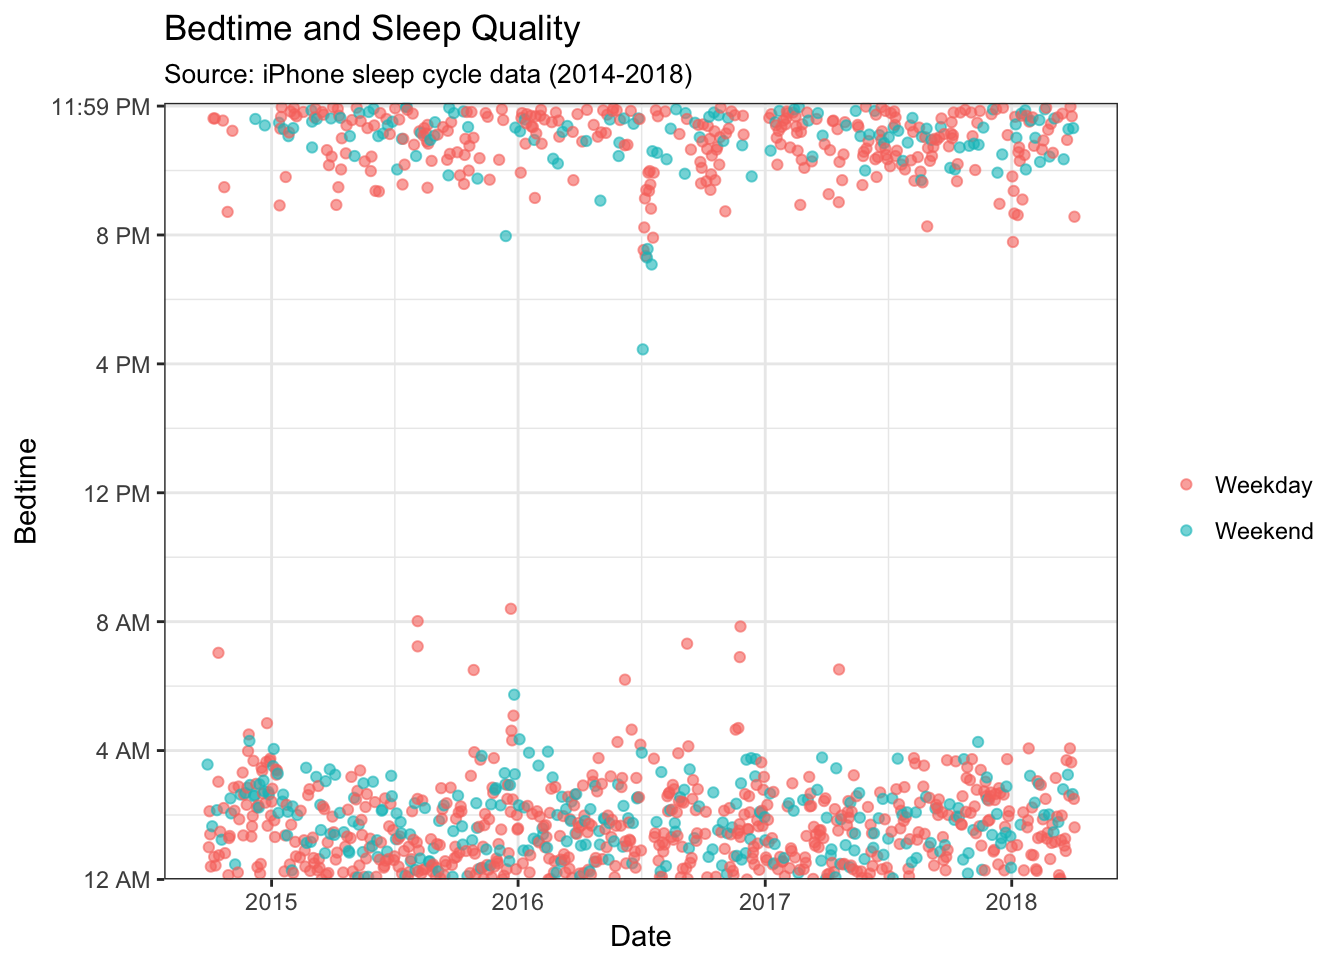 Bedtime and Sleep Quality
Source: iPhone sleep cycle data (2014-2018)
11:59 PM
8 PM
4 PM
12 PM
8 AM
4 AM
12 AM
Bedtime
Weekday
Weekend
2015
2016
2017
2018
Date